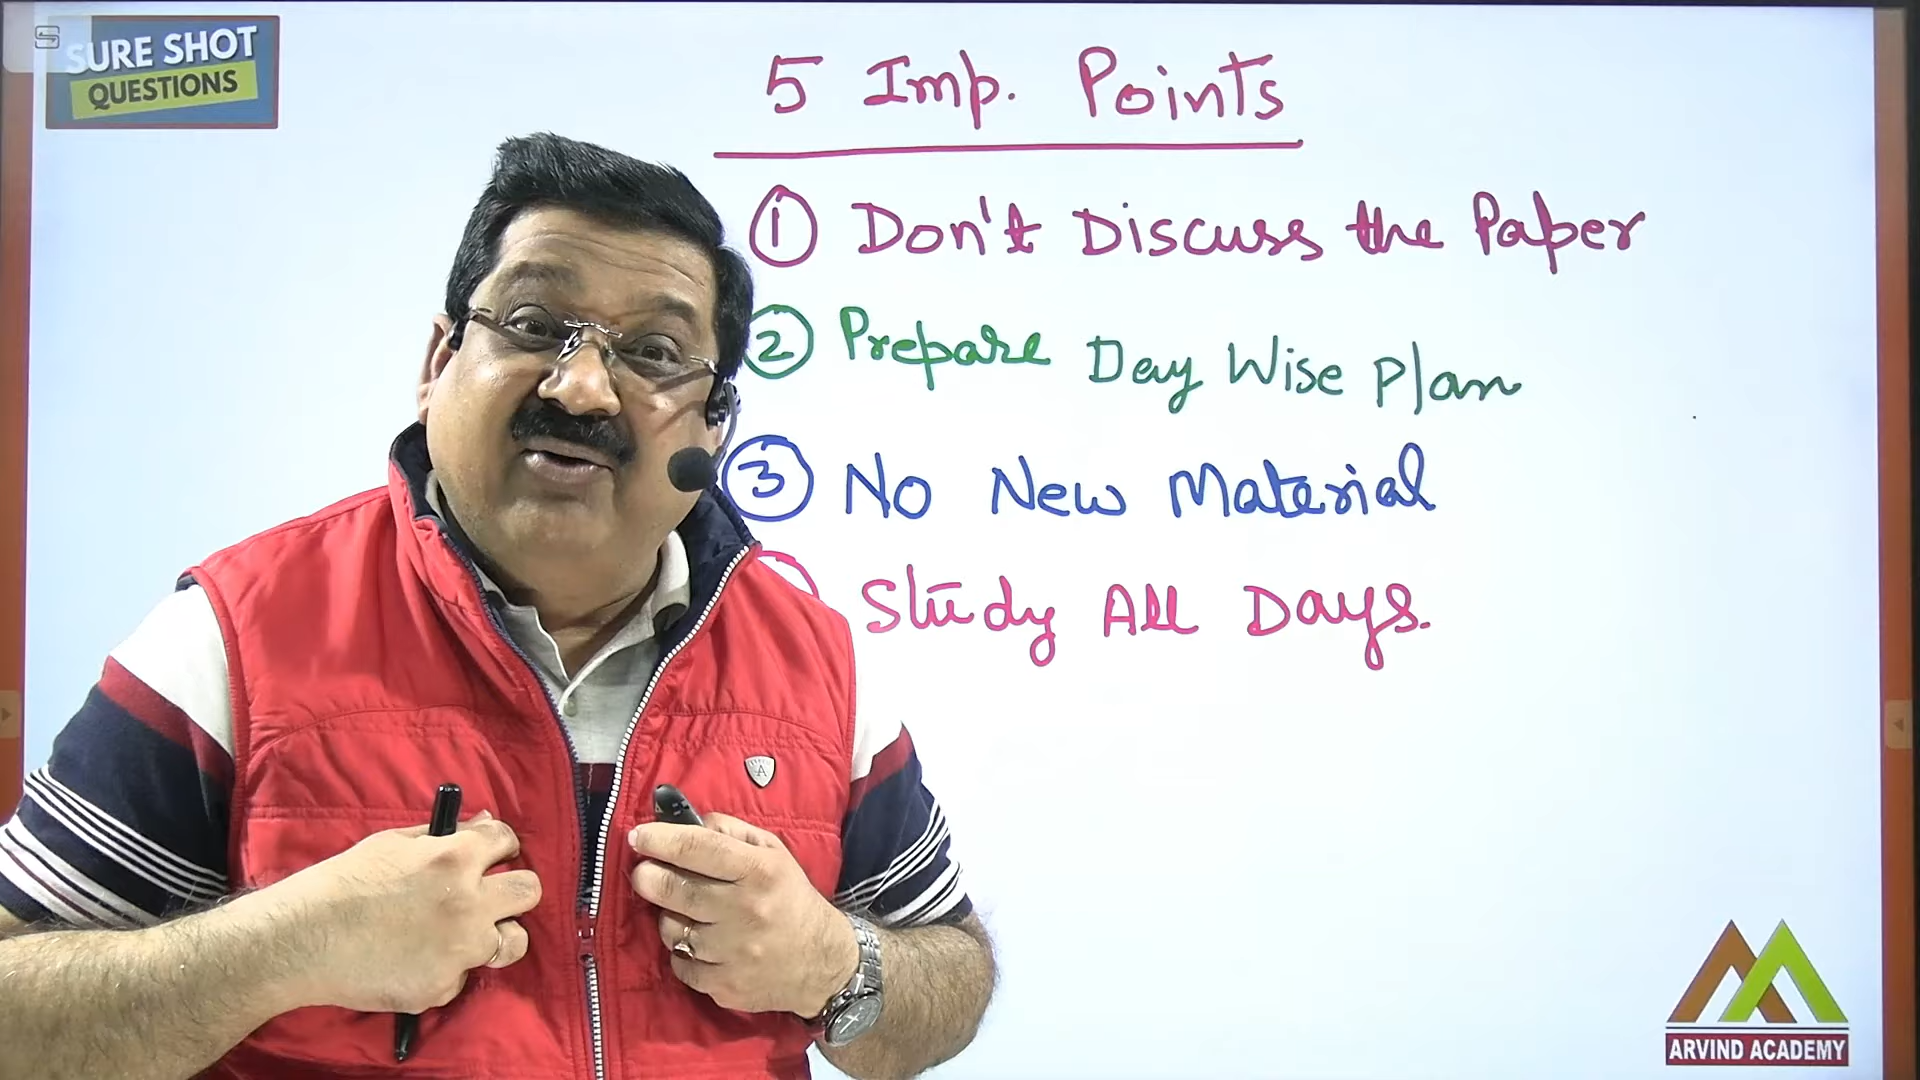 SURE SHOT
QUESTIONS
5 Imp. Points
1 Don't Discuss the Paper
2 Prepare Day Wise Plan
3 No New Material
Study All Days.
A
ARVIND ACADEMY